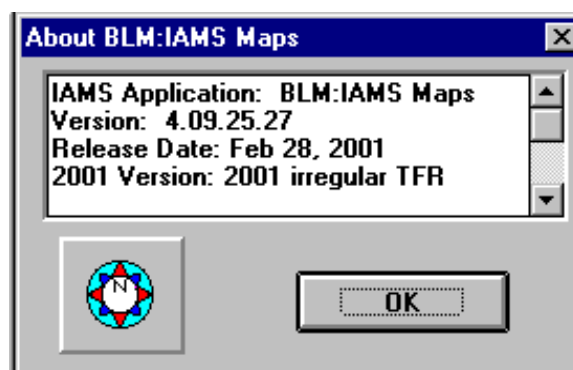 About BLM:IAMS Maps
IAMS Application:  BLM:IAMS Maps
Version:  4.09.25.27
Release Date: Feb 28, 2001
2001 Version: 2001 irregular TFR
N
OK